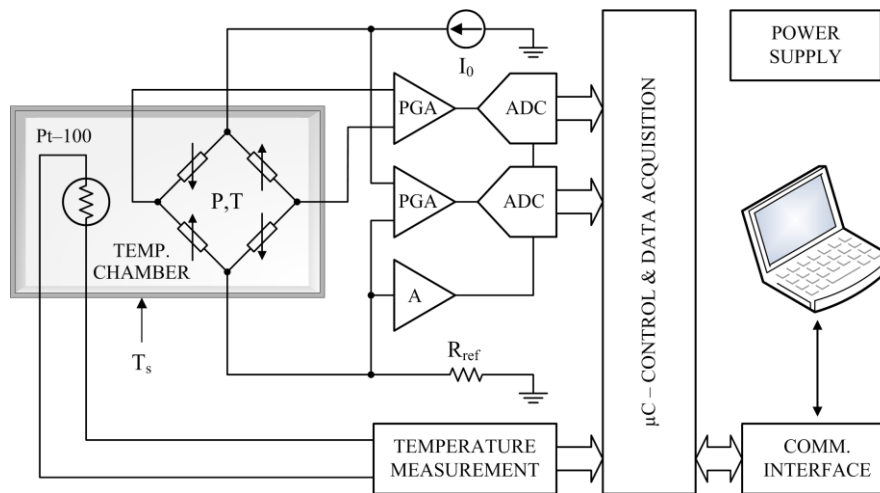 I0
POWER
SUPPLY
PGA
ADC
Pt–100
P,T
PGA
ADC
TEMP.
CHAMBER
A
Ts
Rref
μC – CONTROL & DATA ACQUISITION
TEMPERATURE
MEASUREMENT
COMM.
INTERFACE